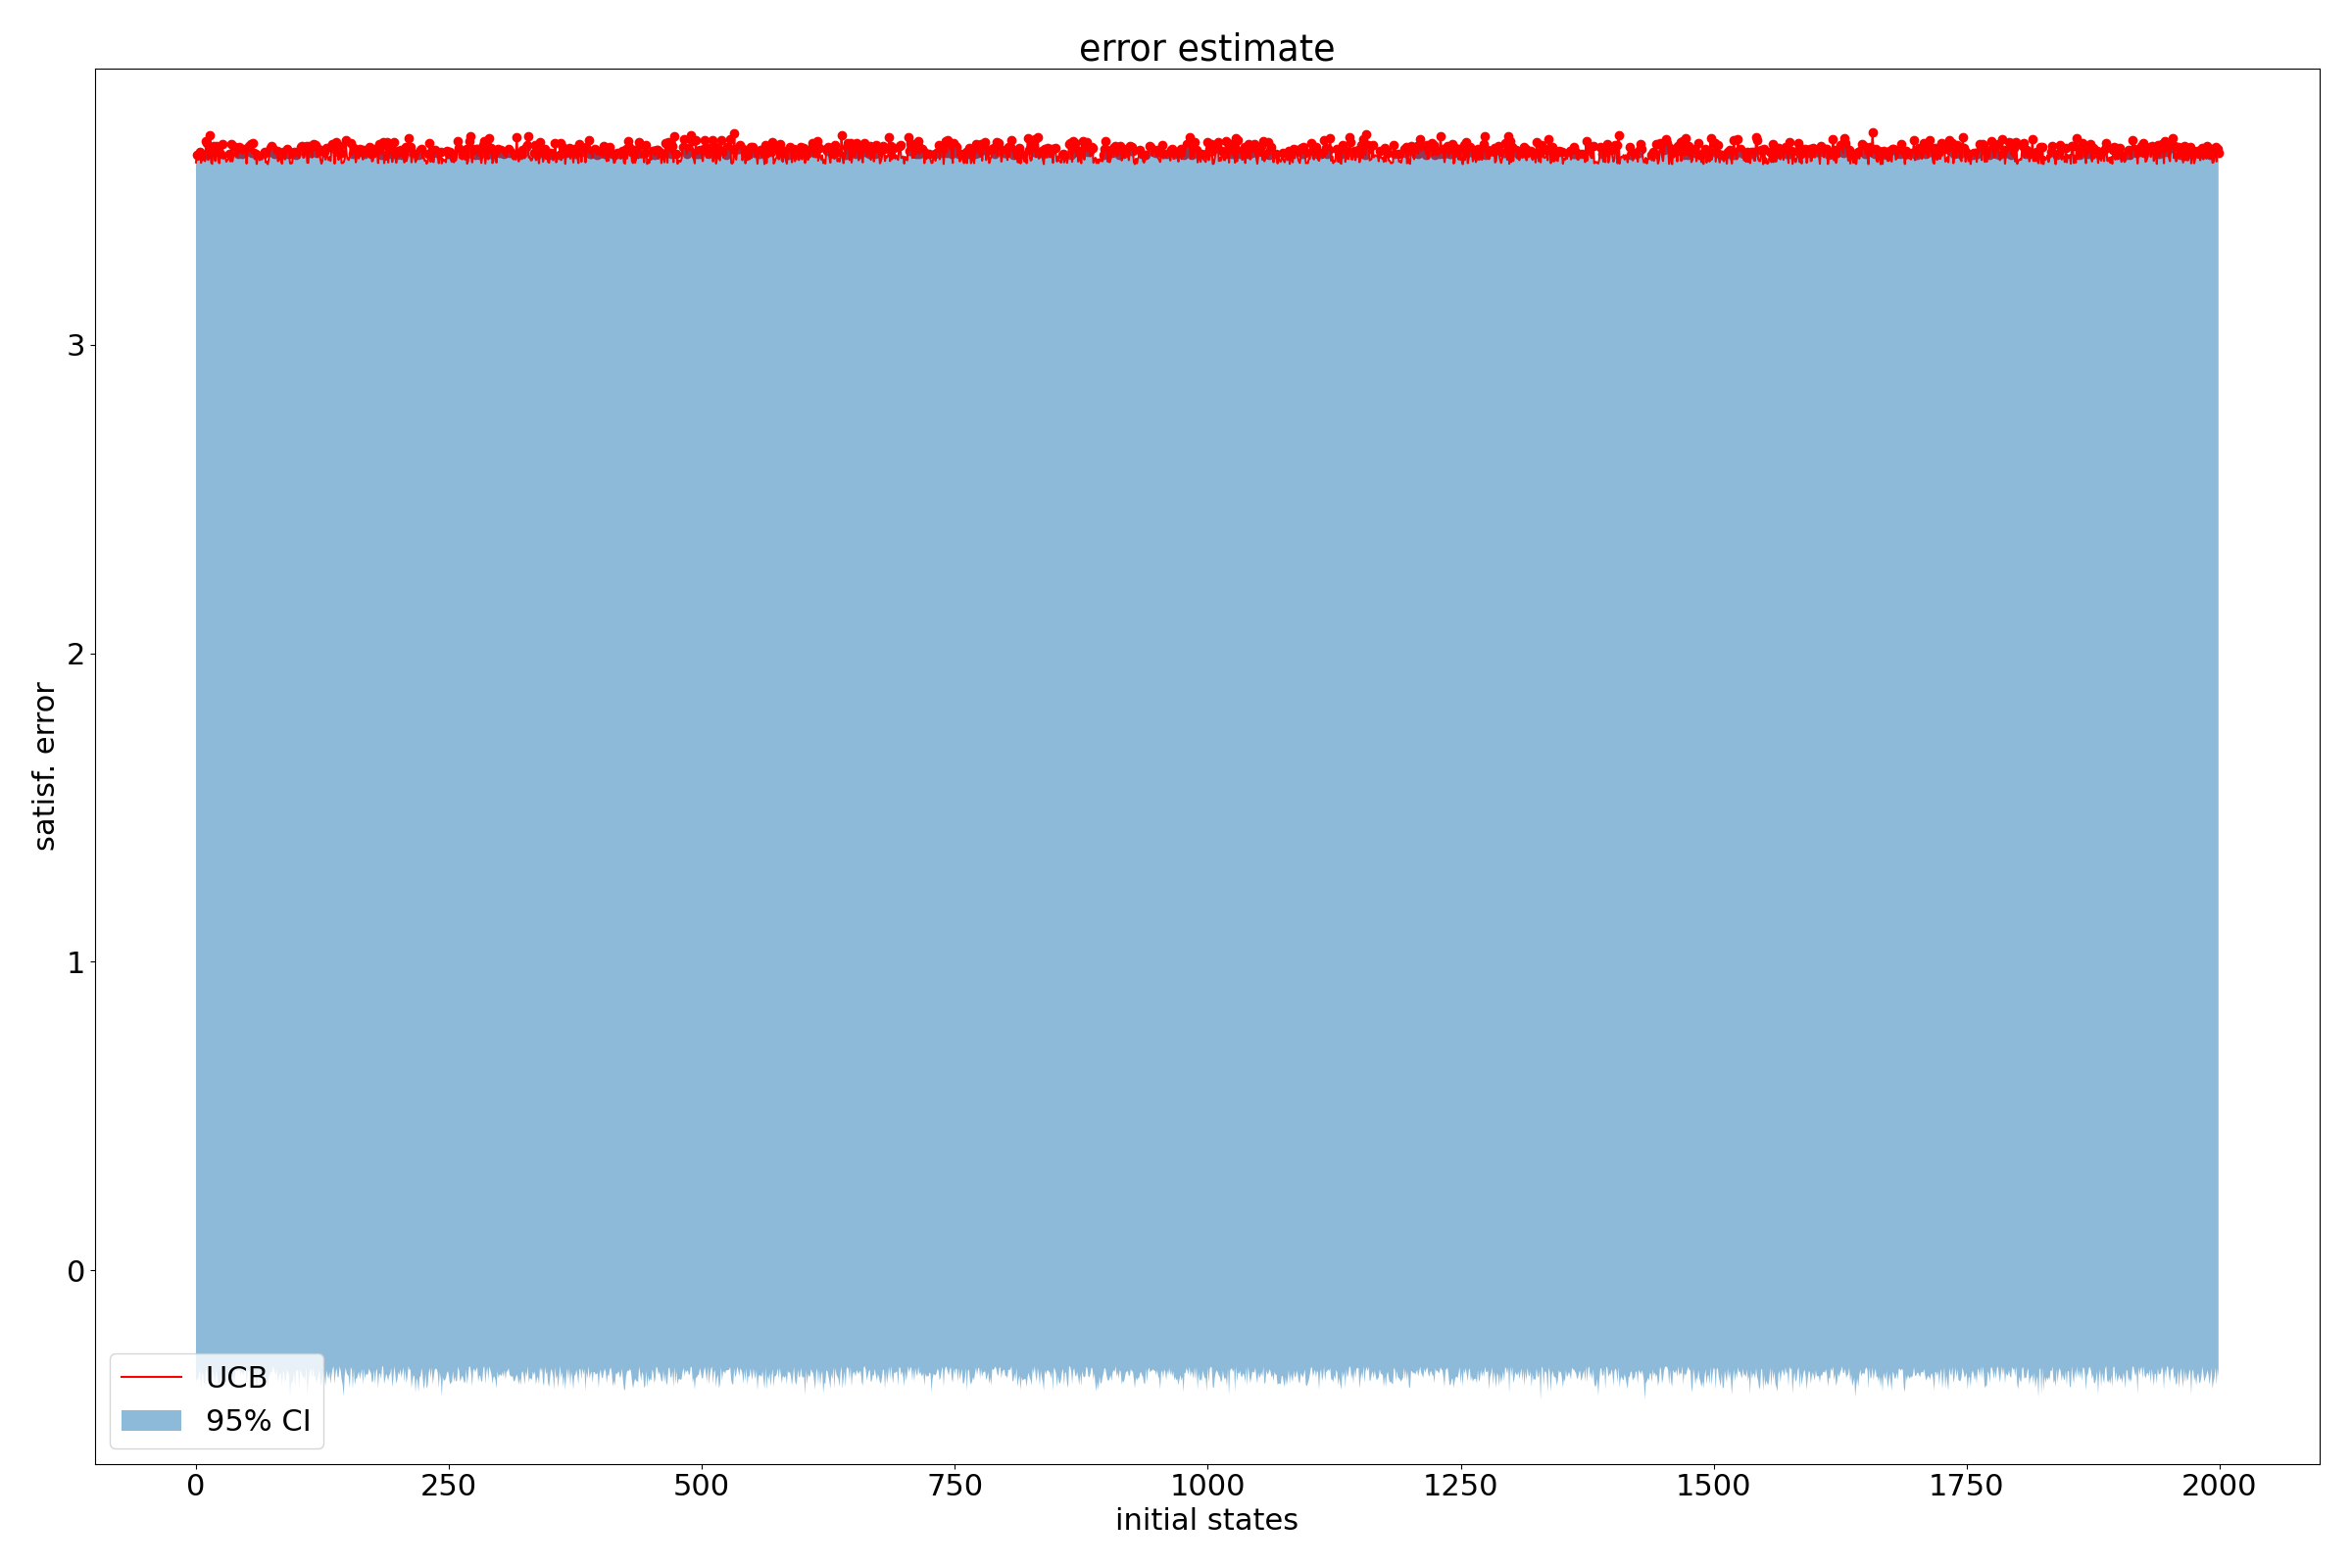 error estimate
3
2
1
0
satisf. error
UCB
95% CI
0 250 500 750 1000 1250 1500 1750 2000
initial states